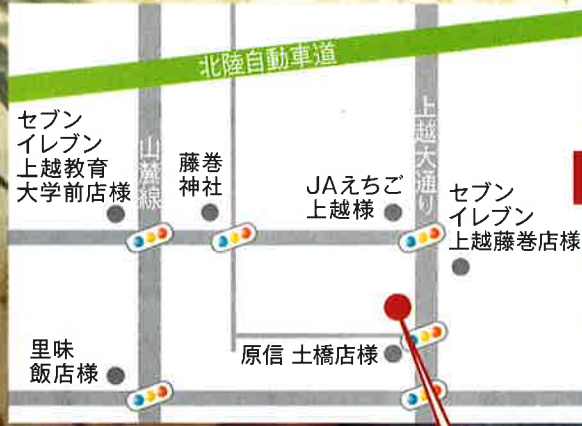 北陸自動車道
セブン
イレブン
上越教育
大学前店様
山麓線
藤巻
神社
JAえちご
上越様
上越大通り
セブン
イレブン
上越藤巻店様
里味
飯店様
原信 土橋店様